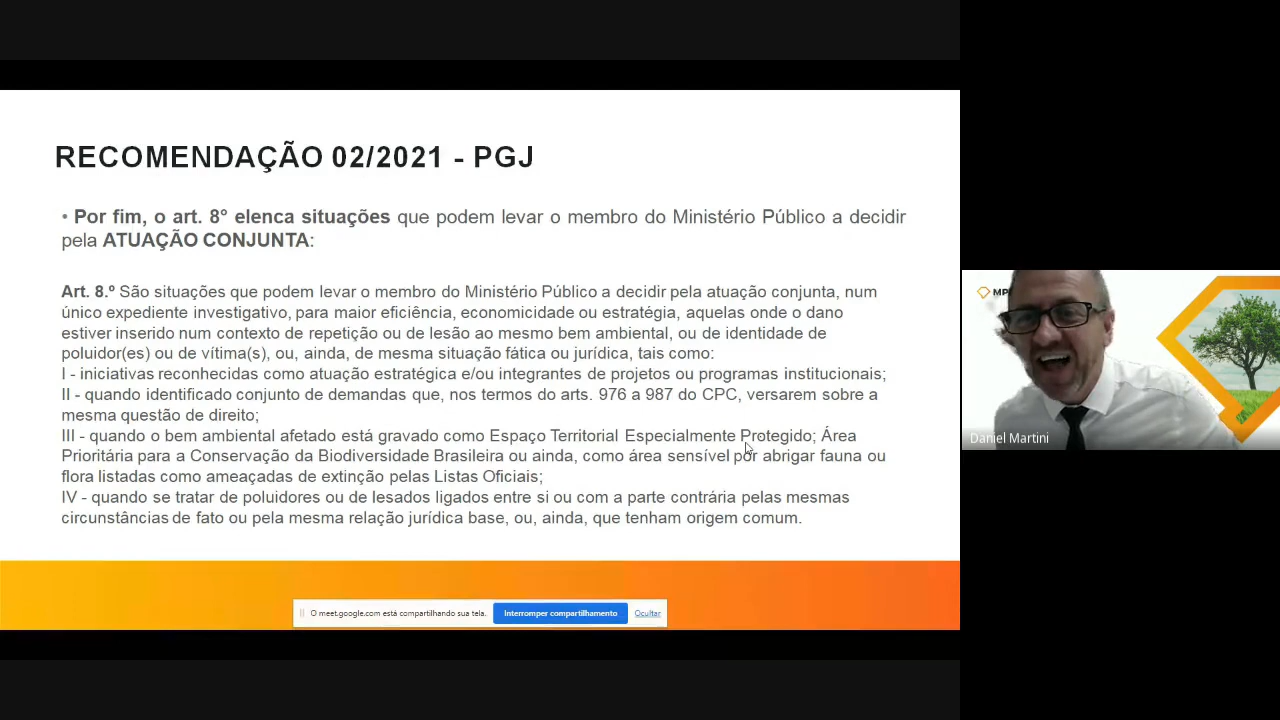 RECOMENDAÇÃO 02/2021 - PGJ
• Por fim, o art. 8° elenca situações que podem levar o membro do Ministério Público a decidir
pela ATUAÇÃO CONJUNTA:
Art. 8.º São situações que podem levar o membro do Ministério Público a decidir pela atuação conjunta, num
único expediente investigativo, para maior eficiência, economicidade ou estratégia, aquelas onde o dano
estiver inserido num contexto de repetição ou de lesão ao mesmo bem ambiental, ou de identidade de
poluidor(es) ou de vítima(s), ou, ainda, de mesma situação fática ou jurídica, tais como:
I - iniciativas reconhecidas como atuação estratégica e/ou integrantes de projetos ou programas institucionais;
II - quando identificado conjunto de demandas que, nos termos do arts. 976 a 987 do CPC, versarem sobre a
mesma questão de direito;
III - quando o bem ambiental afetado está gravado como Espaço Territorial Especialmente Protegido; Área
Prioritária para a Conservação da Biodiversidade Brasileira ou ainda, como área sensível por abrigar fauna ou
flora listadas como ameaçadas de extinção pelas Listas Oficiais;
IV - quando se tratar de poluidores ou de lesados ligados entre si ou com a parte contrária pelas mesmas
circunstâncias de fato ou pela mesma relação jurídica base, ou, ainda, que tenham origem comum.
O meet.google.com está compartilhando sua tela. Interromper compartilhamento Ocultar
Daniel Martini